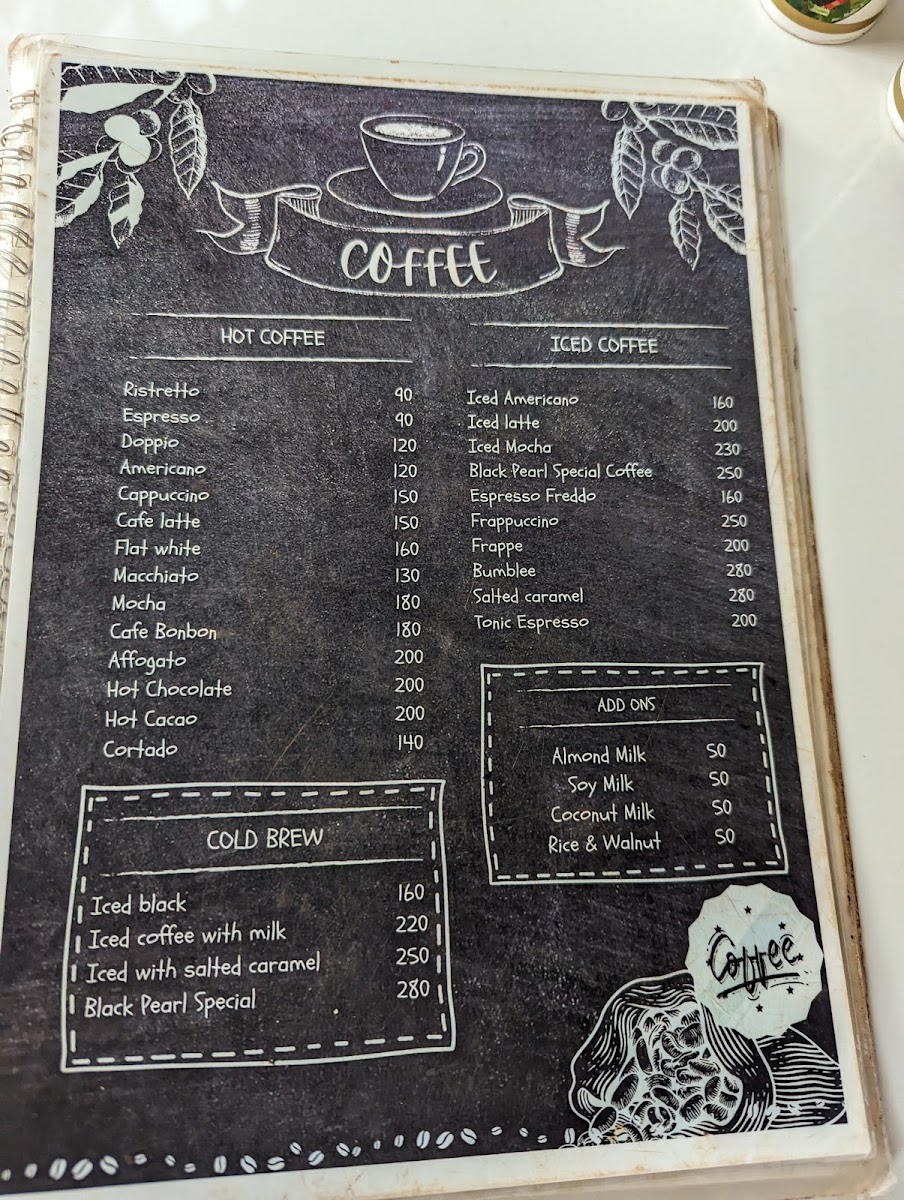 COFFEE
HOT COFFEE
Ristretto 90
Espresso 90
Doppio 120
Americano 120
Cappuccino 150
Cafe latte 150
Flat white 160
Macchiato 130
Mocha 180
Cafe Bonbon 180
Affogato 200
Hot Chocolate 200
Hot Cacao 200
Cortado 140
ICED COFFEE
Iced Americano 160
Iced latte 200
Iced Mocha 230
Black Pearl Special Coffee 250
Espresso Freddo 160
Frappuccino 250
Frappe 200
Bumblee 280
Salted caramel 280
Tonic Espresso 200
ADD ONS
Almond Milk 50
Soy Milk 50
Coconut Milk 50
Rice & Walnut 50
COLD BREW
Iced black 160
Iced coffee with milk 220
Iced with salted caramel 250
Black Pearl Special 280
Coffee